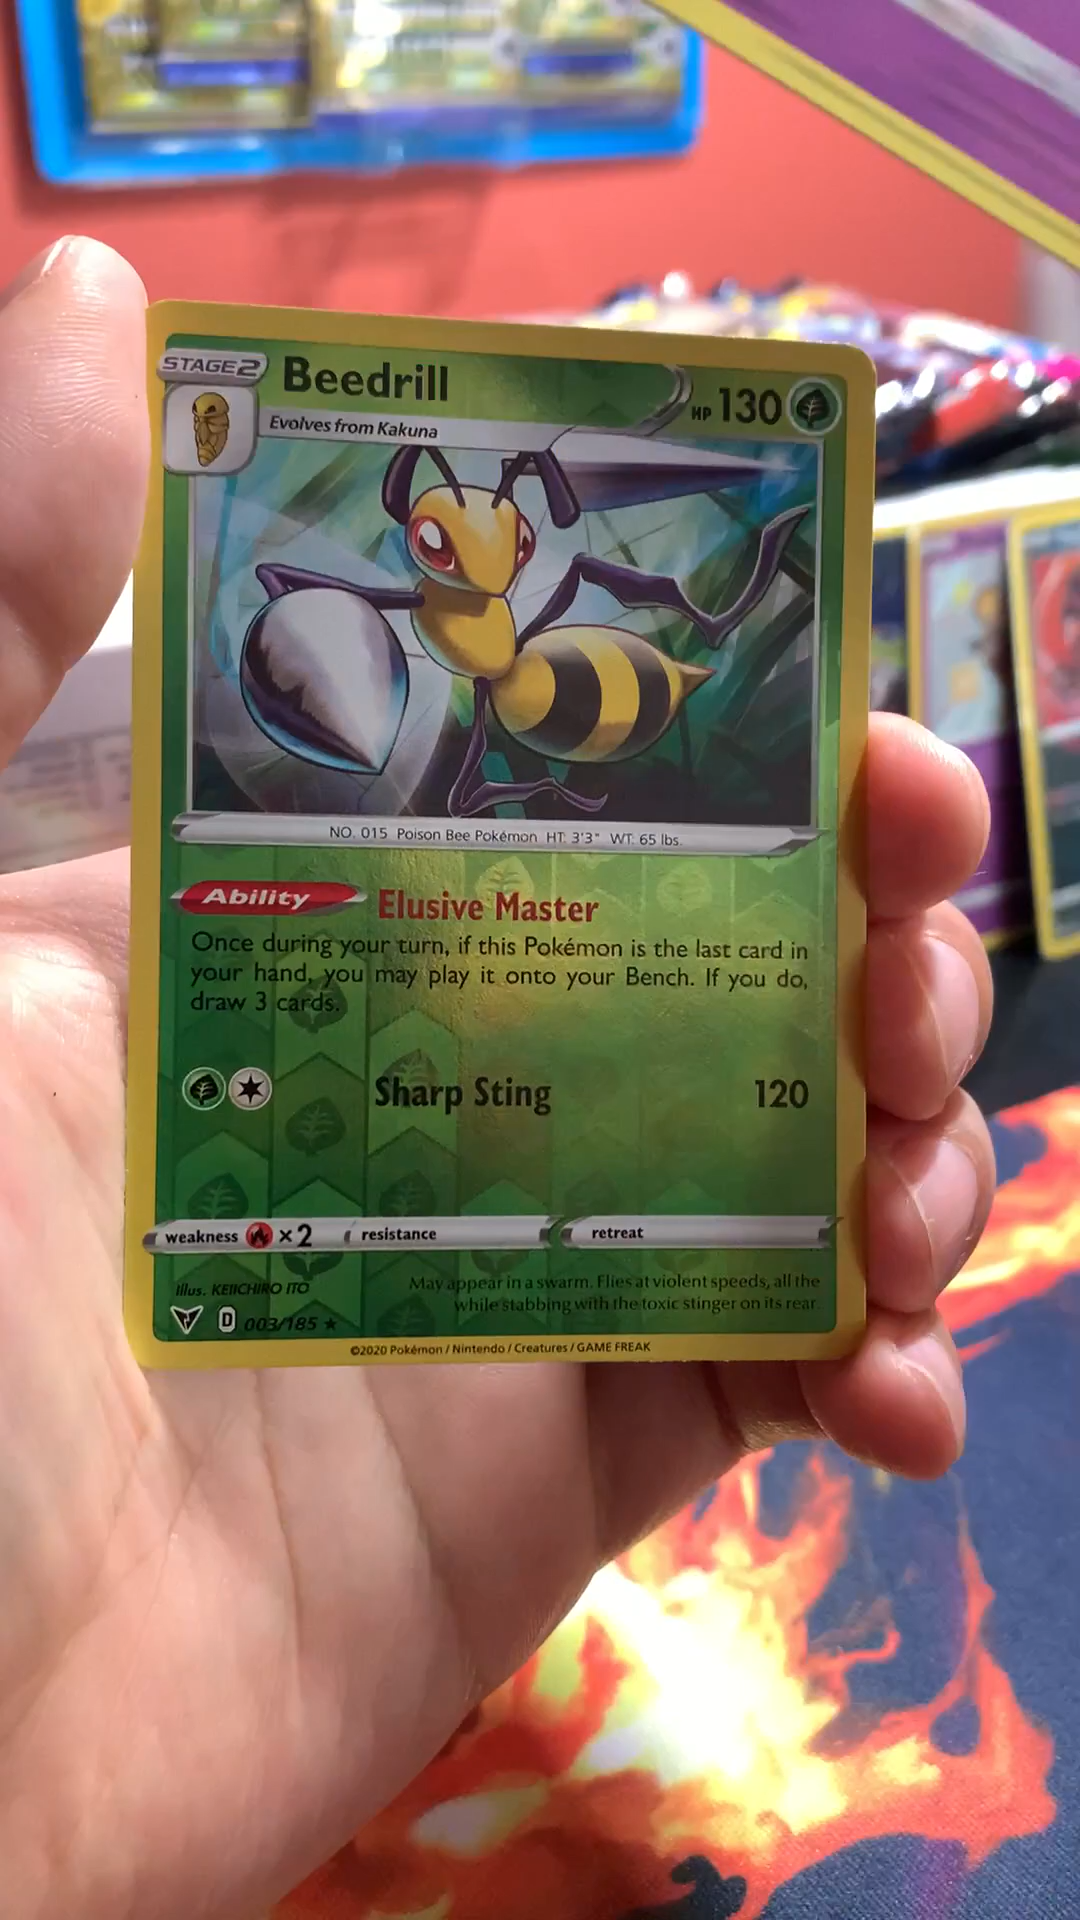 STAGE2
Beedrill
HP 130
Evolves from Kakuna
NO. 015 Poison Bee Pokémon HT: 3'3" WT: 65 lbs.
Ability Elusive Master
Once during your turn, if this Pokémon is the last card in
your hand, you may play it onto your Bench. If you do,
draw 3 cards.
Sharp Sting 120
weakness ×2 resistance retreat
Illus. KEIICHIRO ITO
May appear in a swarm. Flies at violent speeds, all the
while stabbing with the toxic stinger on its rear.
D 003/185 ★
©2020 Pokémon / Nintendo / Creatures / GAME FREAK